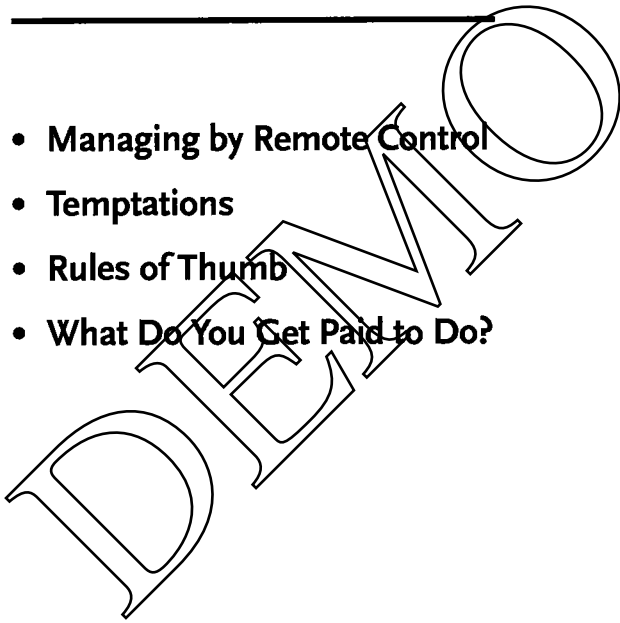 • Managing by Remote Control
• Temptations
• Rules of Thumb
• What Do You Get Paid to Do?
DEMO